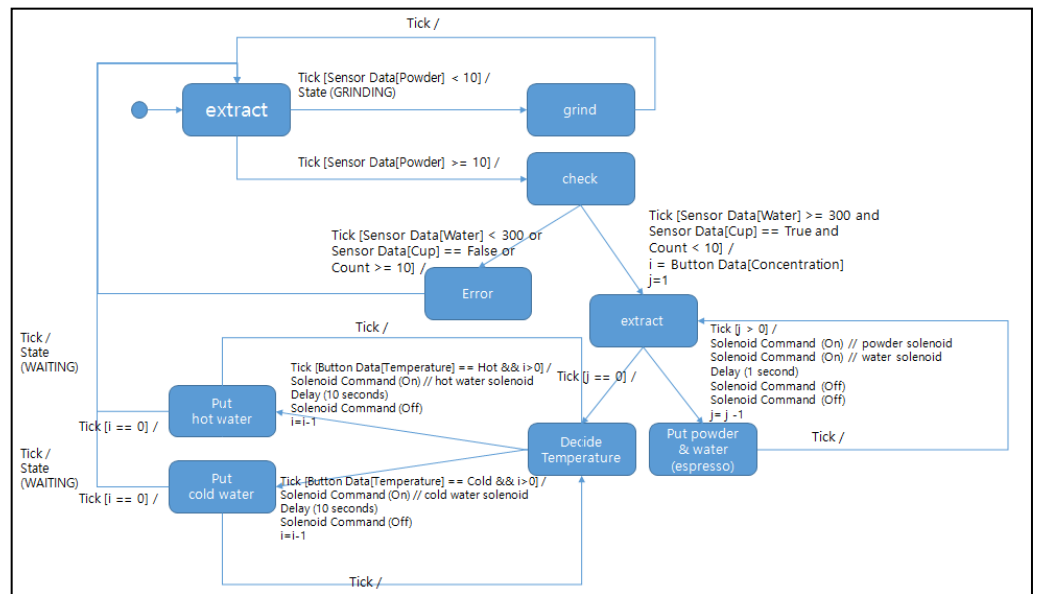 Tick /
Tick [Sensor Data[Powder] < 10] /
State (GRINDING)
extract
grind
Tick [Sensor Data[Powder] >= 10] /
check
Tick [Sensor Data[Water] >= 300 and
Sensor Data[Cup] == True and
Count < 10] /
i = Button Data[Concentration]
j=1
Tick [Sensor Data[Water] < 300 or
Sensor Data[Cup] == False or
Count >= 10] /
Error
extract
Tick /
Tick [j > 0] /
Solenoid Command (On) // powder solenoid
Solenoid Command (On) // water solenoid
Delay (1 second)
Solenoid Command (Off)
Solenoid Command (Off)
j= j -1
Tick /
State
(WAITING)
Tick [Button Data[Temperature] == Hot && i>0] /
Solenoid Command (On) // hot water solenoid
Delay (10 seconds)
Solenoid Command (Off)
i=i-1
Tick [j == 0] /
Put
hot water
Tick [i == 0] /
Decide
Temperature
Put powder
& water
(espresso)
Tick /
Tick /
State
(WAITING)
Put
cold water
Tick [i == 0] /
Tick [Button Data[Temperature] == Cold && i>0] /
Solenoid Command (On) // cold water solenoid
Delay (10 seconds)
Solenoid Command (Off)
i=i-1
Tick /